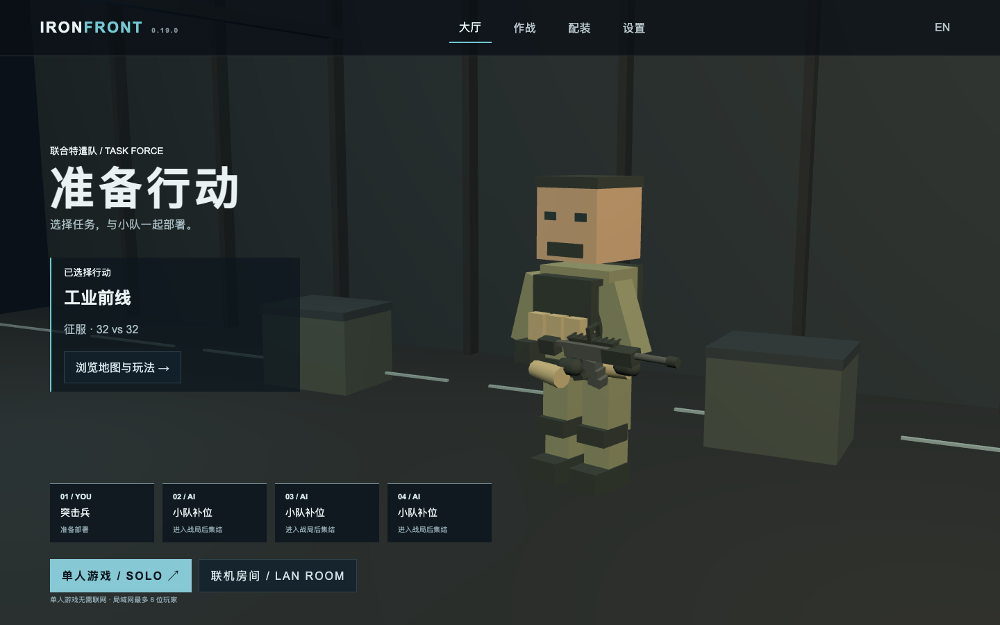 IRONFRONT 0.19.0
大厅 作战 配装 设置
EN
联合特遣队 / TASK FORCE
准备行动
选择任务，与小队一起部署。
已选择行动
工业前线
征服 · 32 vs 32
浏览地图与玩法 →
01 / YOU
突击兵
准备部署
02 / AI
小队补位
进入战局后集结
03 / AI
小队补位
进入战局后集结
04 / AI
小队补位
进入战局后集结
单人游戏 / SOLO ↗
联机房间 / LAN ROOM
单人游戏无需联网 · 局域网最多 8 位玩家